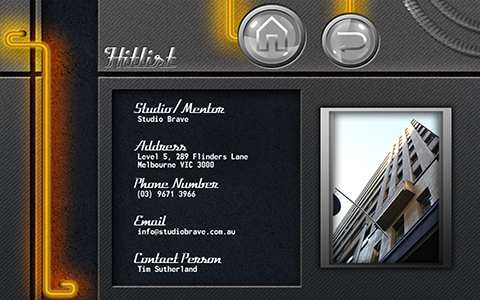 Hitlist
Studio/Mentor
Studio Brave
Address
Level 5, 289 Flinders Lane
Melbourne VIC 3000
Phone Number
(03) 9671 3966
Email
info@studiobrave.com.au
Contact Person
Tim Sutherland